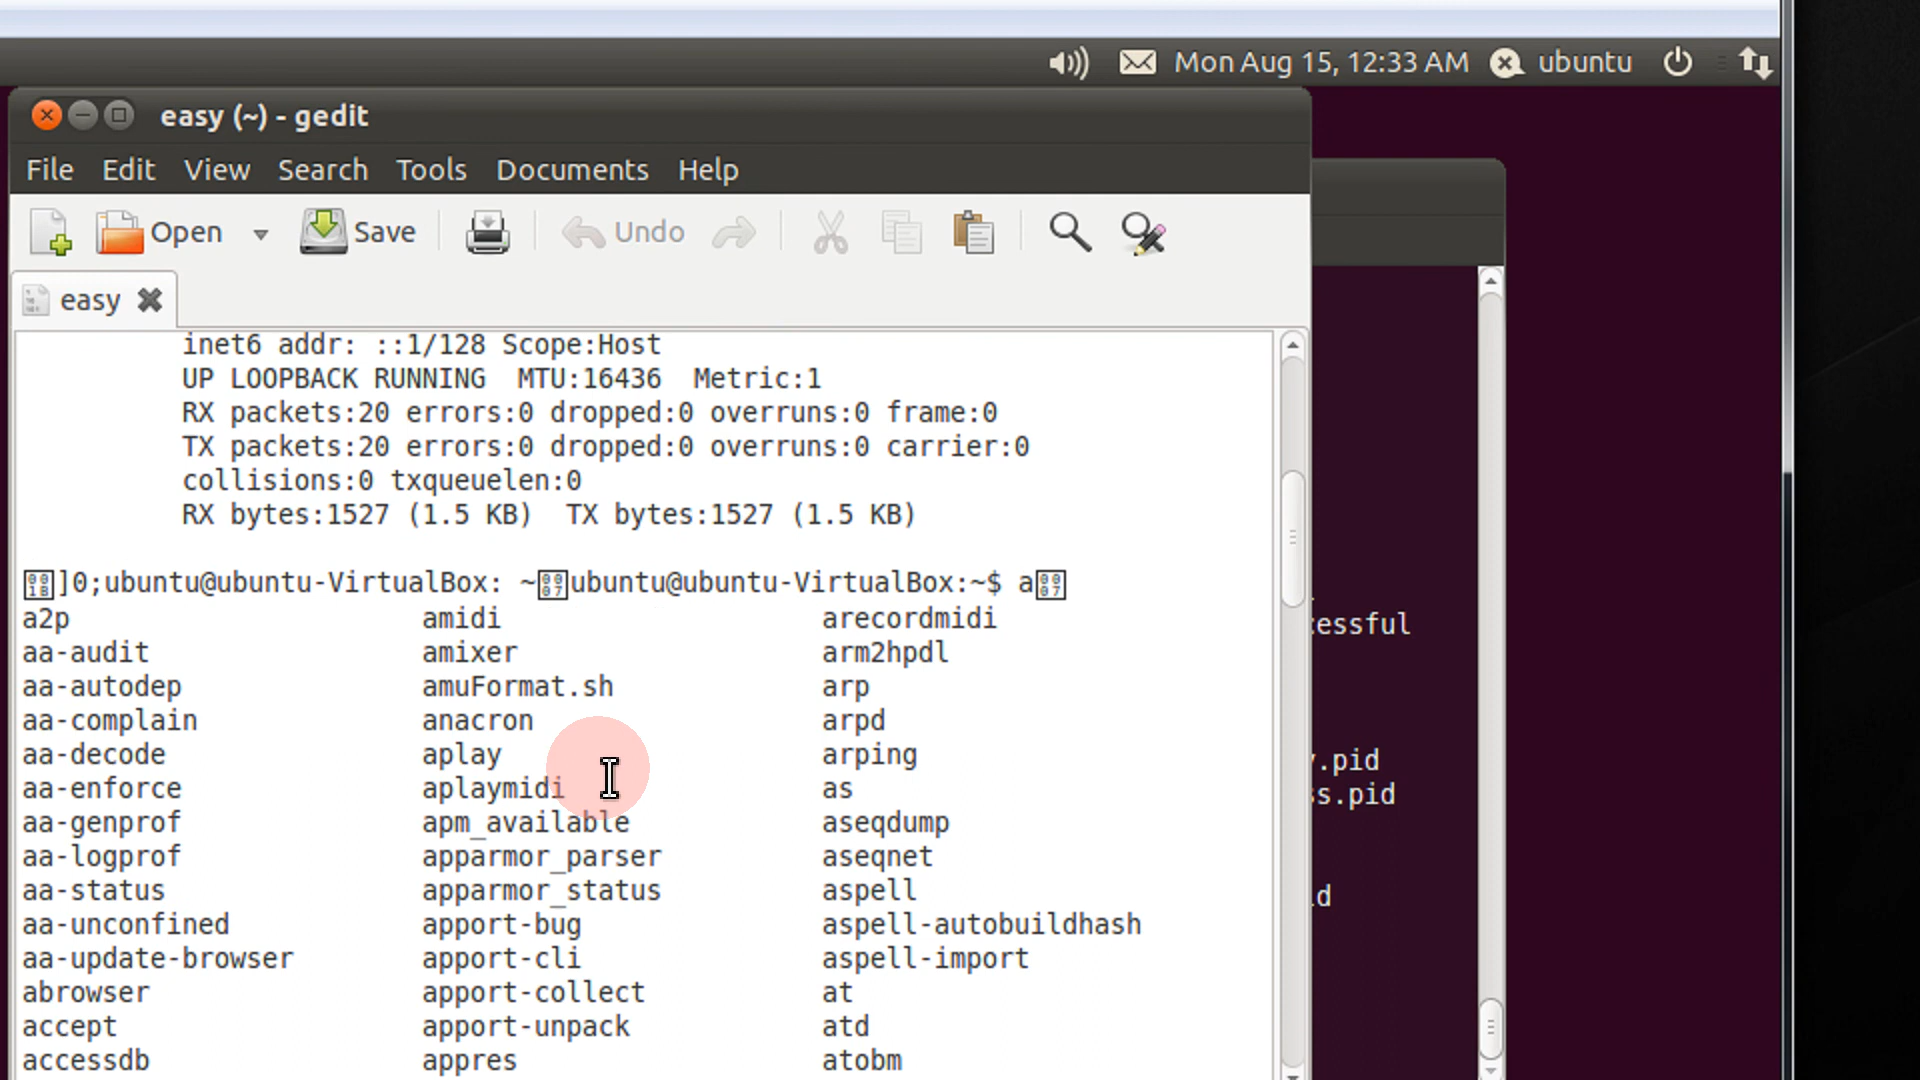 Mon Aug 15, 12:33 AM ubuntu
easy (~) - gedit
File Edit View Search Tools Documents Help
Open Save Undo
easy
inet6 addr: ::1/128 Scope:Host
UP LOOPBACK RUNNING  MTU:16436  Metric:1
RX packets:20 errors:0 dropped:0 overruns:0 frame:0
TX packets:20 errors:0 dropped:0 overruns:0 carrier:0
collisions:0 txqueuelen:0
RX bytes:1527 (1.5 KB)  TX bytes:1527 (1.5 KB)
]0;ubuntu@ubuntu-VirtualBox: ~ubuntu@ubuntu-VirtualBox:~$ a
a2p amidi arecordmidi
aa-audit amixer arm2hpdl
aa-autodep amuFormat.sh arp
aa-complain anacron arpd
aa-decode aplay arping
aa-enforce aplaymidi as
aa-genprof apm_available aseqdump
aa-logprof apparmor_parser aseqnet
aa-status apparmor_status aspell
aa-unconfined apport-bug aspell-autobuildhash
aa-update-browser apport-cli aspell-import
abrowser apport-collect at
accept apport-unpack atd
accessdb appres atobm
essful
.pid
s.pid
d